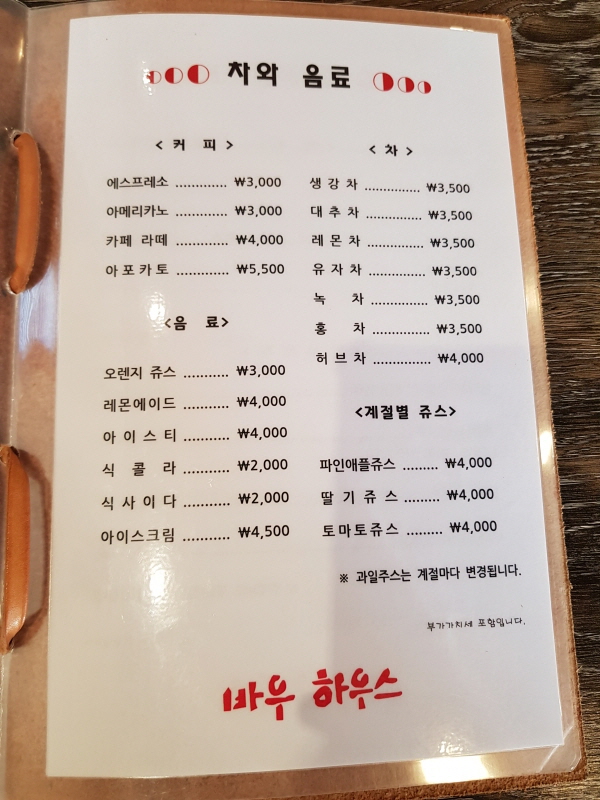 차와 음료
< 커 피 >
에스프레소 ............. ₩3,000
아메리카노 ............. ₩3,000
카페 라떼 ............. ₩4,000
아 포 카 토 ............. ₩5,500
<음 료>
오렌지 쥬스 ........... ₩3,000
레몬에이드 ........... ₩4,000
아 이 스 티 ........... ₩4,000
식 콜 라 ........... ₩2,000
식 사 이 다 ........... ₩2,000
아이스크림 ........... ₩4,500
< 차 >
생 강 차 .............. ₩3,500
대 추 차 .............. ₩3,500
레 몬 차 .............. ₩3,500
유 자 차 .............. ₩3,500
녹 차 .............. ₩3,500
홍 차 .............. ₩3,500
허 브 차 .............. ₩4,000
<계절별 쥬스>
파인애플쥬스 ......... ₩4,000
딸 기 쥬 스 ......... ₩4,000
토마토쥬스 ......... ₩4,000
※ 과일주스는 계절마다 변경됩니다.
부가가치세 포함입니다.
바우 하우스